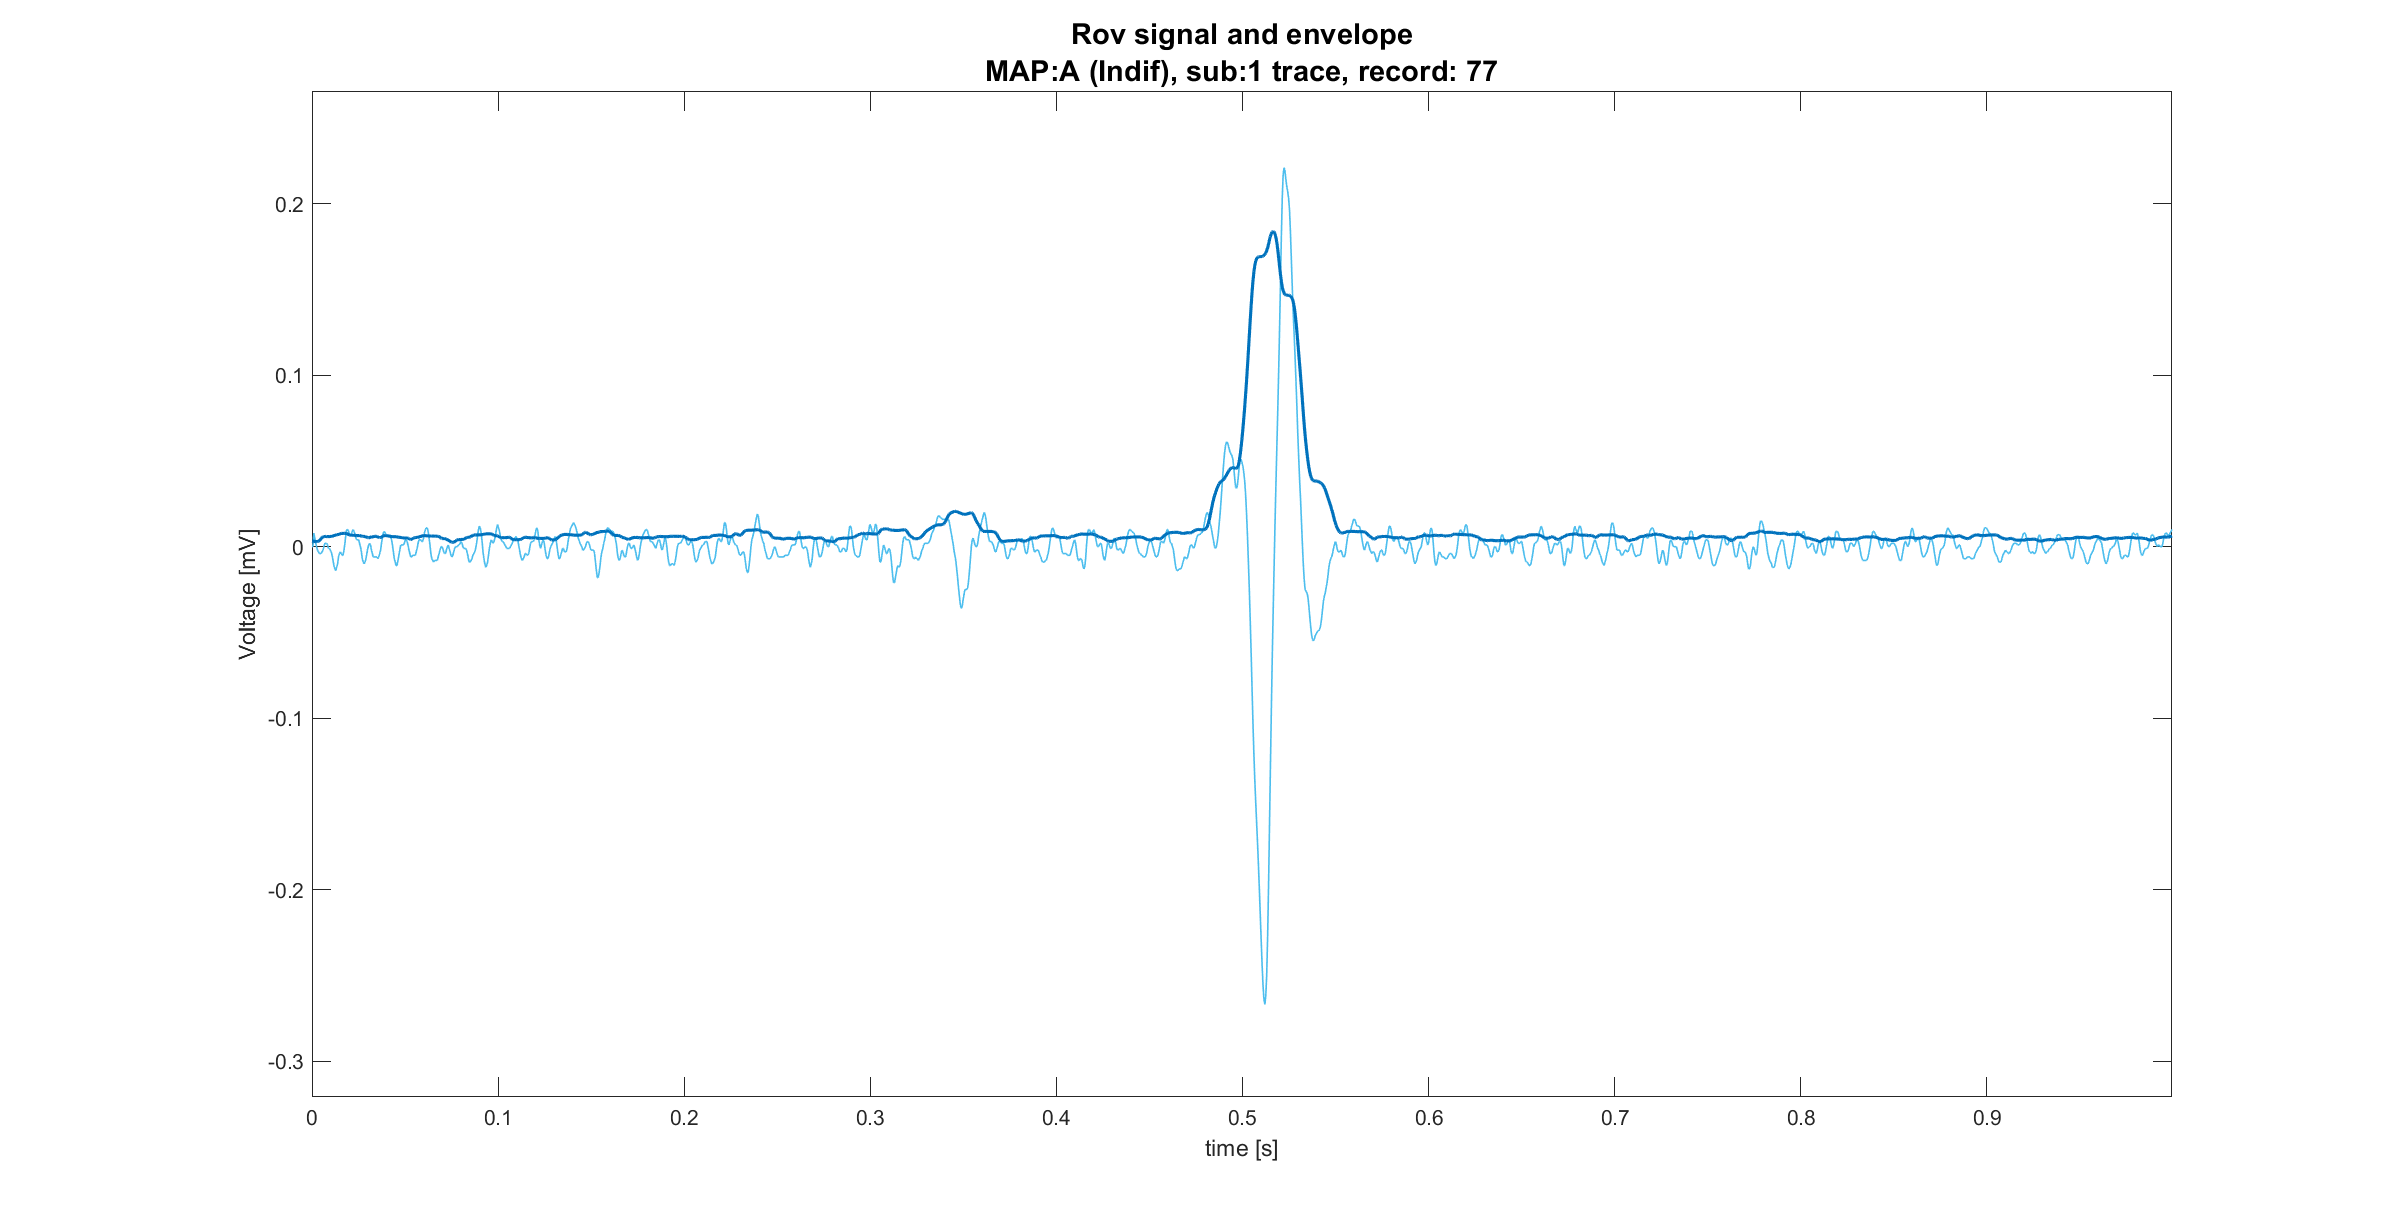 Rov signal and envelope
MAP:A (Indif), sub:1 trace, record: 77
0.2
0.1
0
-0.1
-0.2
-0.3
Voltage [mV]
0 0.1 0.2 0.3 0.4 0.5 0.6 0.7 0.8 0.9
time [s]